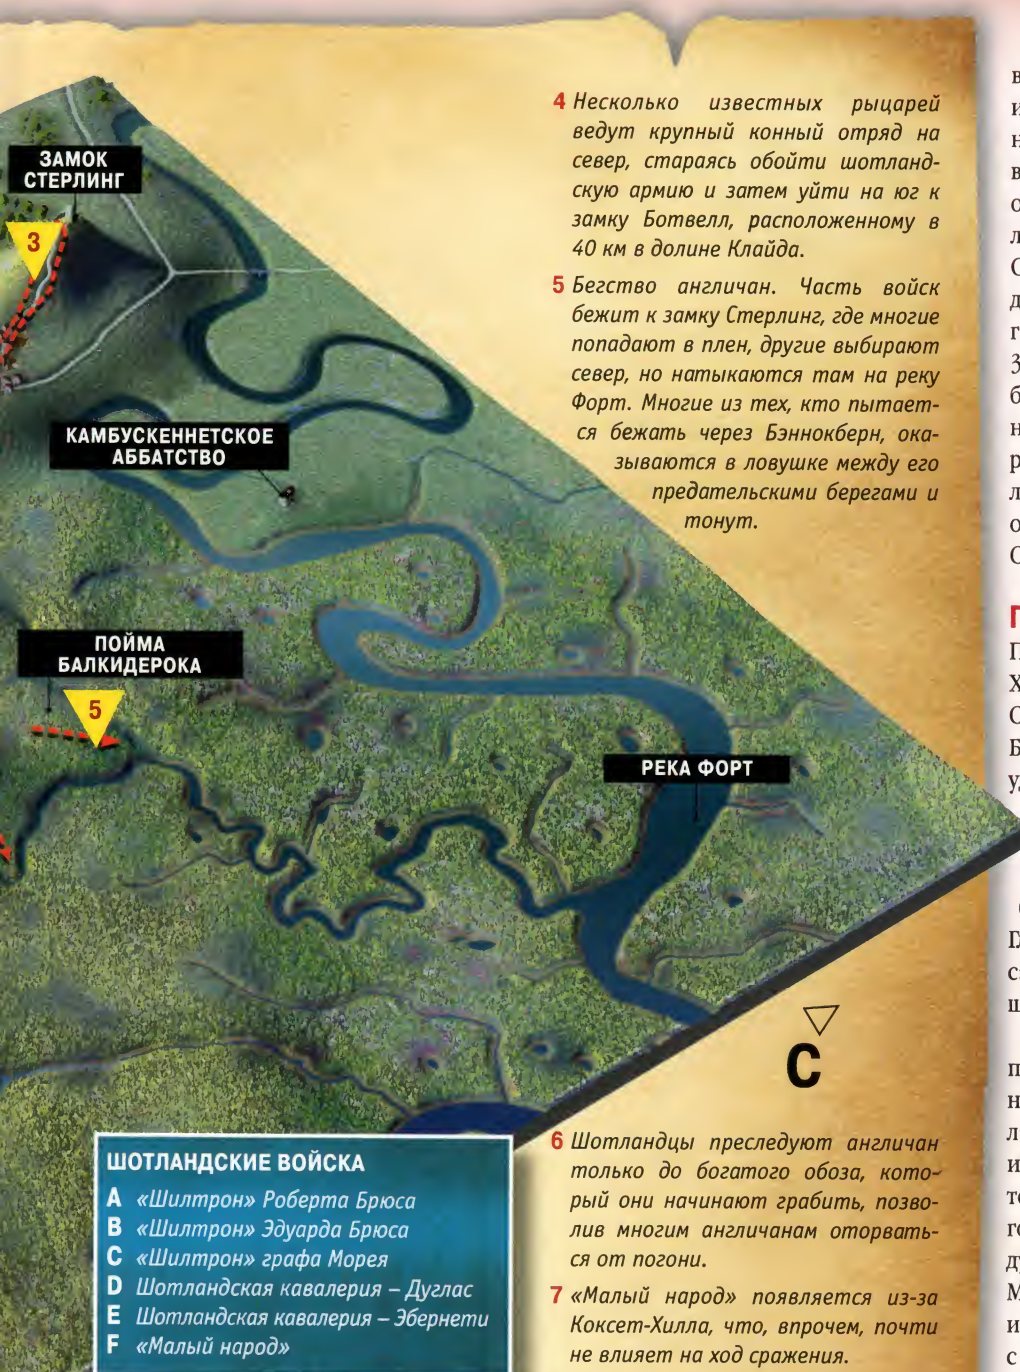 4 Несколько известных рыцарей
ведут крупный конный отряд на
север, стараясь обойти шотланд-
скую армию и затем уйти на юг к
замку Ботвелл, расположенному в
40 км в долине Клайда.
5 Бегство англичан. Часть войск
бежит к замку Стерлинг, где многие
попадают в плен, другие выбирают
север, но натыкаются там на реку
Форт. Многие из тех, кто пытает-
ся бежать через Бэннокберн, ока-
зываются в ловушке между его
предательскими берегами и
тонут.
ЗАМОК
СТЕРЛИНГ
3
КАМБУСКЕННЕТСКОЕ
АББАТСТВО
ПОЙМА
БАЛКИДЕРОКА
5
РЕКА ФОРТ
С
ШОТЛАНДСКИЕ ВОЙСКА
A «Шилтрон» Роберта Брюса
B «Шилтрон» Эдуарда Брюса
C «Шилтрон» графа Морея
D Шотландская кавалерия – Дуглас
E Шотландская кавалерия – Эбернети
F «Малый народ»
6 Шотландцы преследуют англичан
только до богатого обоза, кото-
рый они начинают грабить, позво-
лив многим англичанам оторвать-
ся от погони.
7 «Малый народ» появляется из-за
Коксет-Хилла, что, впрочем, почти
не влияет на ход сражения.